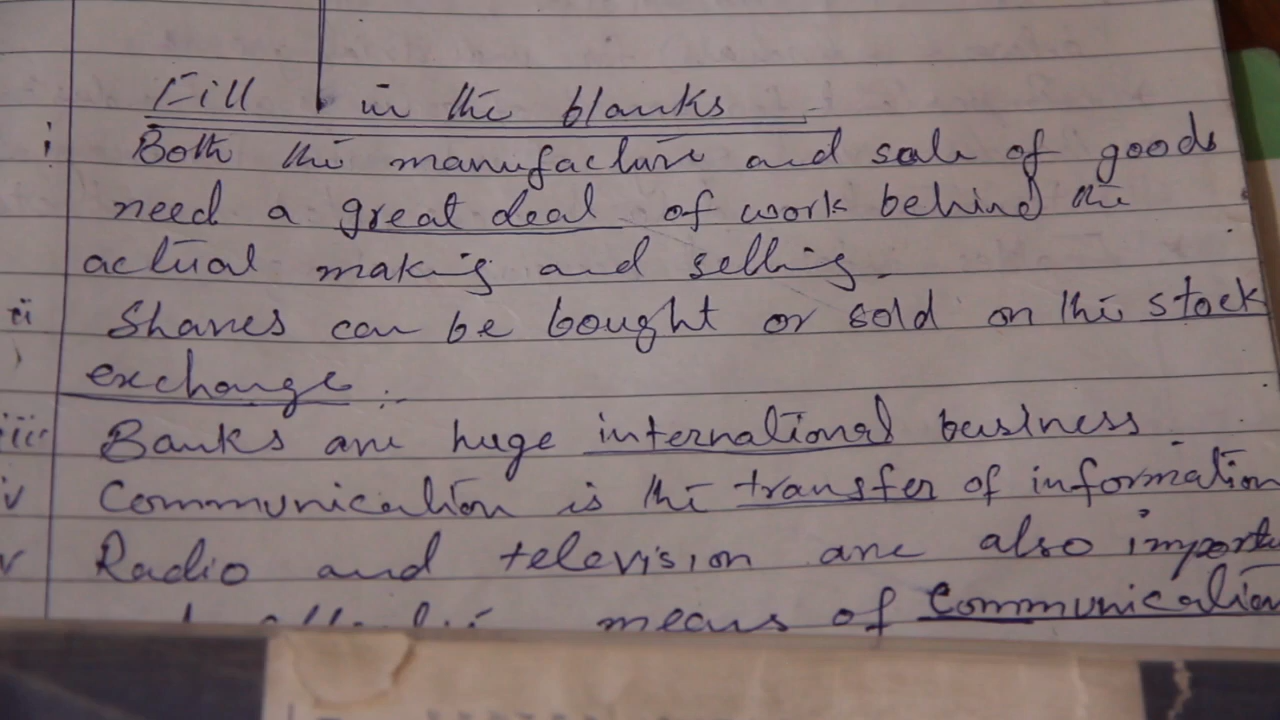 Fill in the blanks
i Both the manufacture and sale of goods
need a great deal of work behind the
actual making and selling.
ii Shares can be bought or sold on the stock
exchange.
iii Banks are huge international business
iv Communication is the transfer of information
v Radio and television are also
means of communication